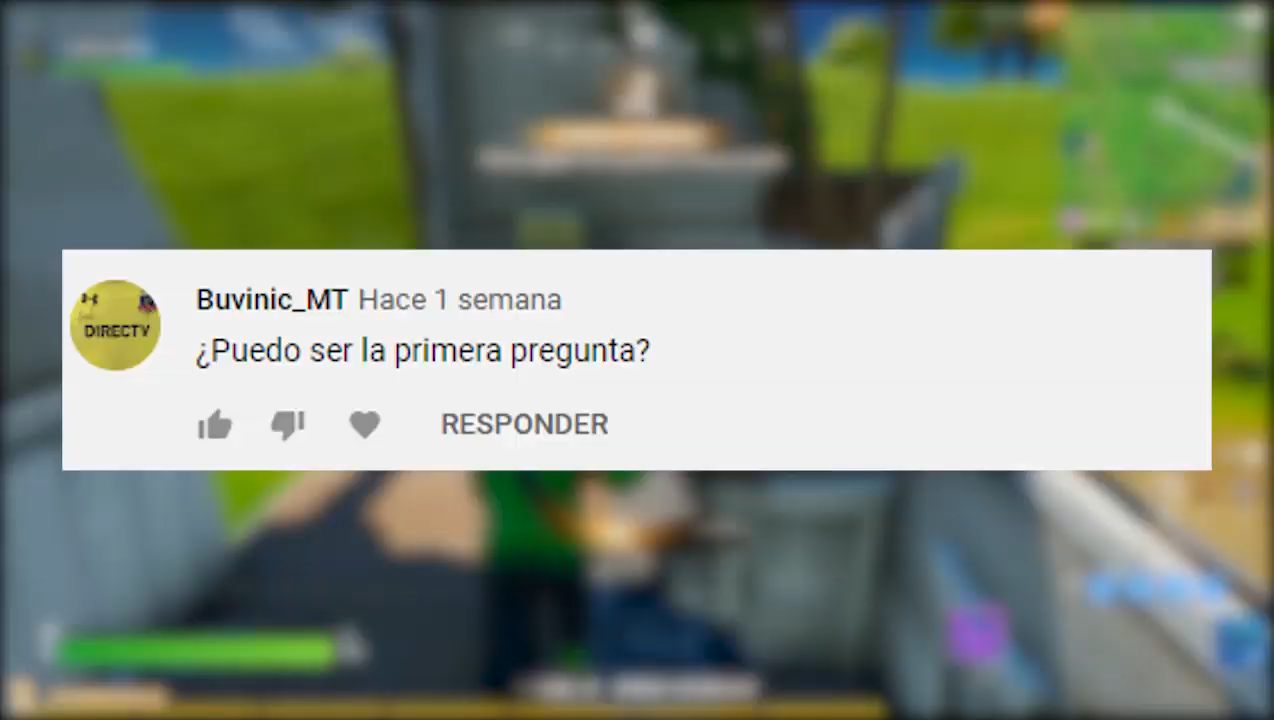 Buvinic_MT Hace 1 semana
DIRECTV
¿Puedo ser la primera pregunta?
RESPONDER